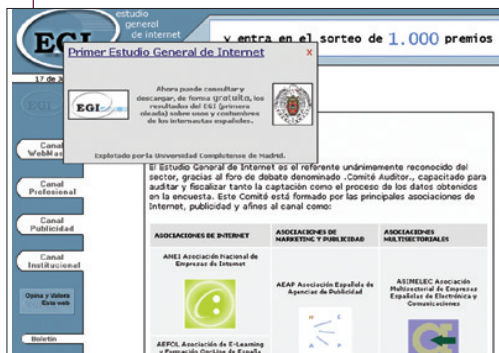 estudio
general
de internet
EGI
y entra en el sorteo de 1.000 premios
Primer Estudio General de Internet
x
17 de
EGI
Ahora puede consultar y
descargar, de forma gratuita, los
resultados del EGI (primera
oleada) sobre usos y costumbres
de los internautas españoles.
Explotado por la Universidad Complutense de Madrid.
EGI
Canal
WebMas
Canal
Profesional
Canal
Publicidad
Canal
Institucional
Opina y Valora
Esta web
Boletín
El Estudio General de Internet es el referente unánimemente reconocido del
sector, gracias al foro de debate denominado .Comité Auditor., capacitado para
auditar y fiscalizar tanto la captación como el proceso de los datos obtenidos
en la encuesta. Este Comité está formado por las principales asociaciones de
Internet, publicidad y afines al canal como:
ASOCIACIONES DE INTERNET
ASOCIACIONES DE
MARKETING Y PUBLICIDAD
ASOCIACIONES
MULTISECTORIALES
ANEI Asociación Nacional de
Empresas de Internet
AEAP Asociación Española de
Agencias de Publicidad
ASIMELEC Asociación
Multisectorial de Empresas
Españolas de Electrónica y
Comunicaciones
AEFOL Asociación de E-Learning
y Formación On-Line de España